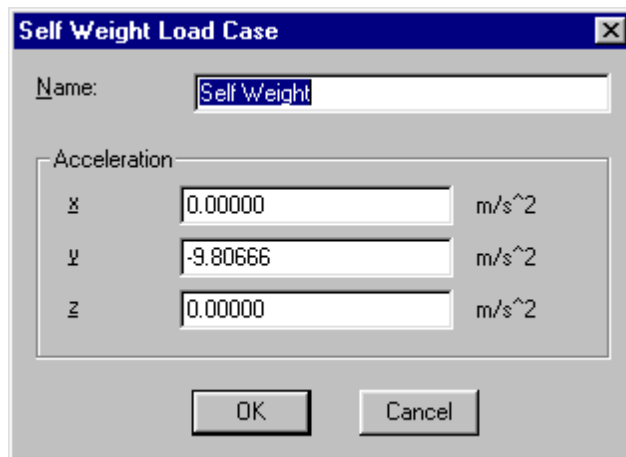 Self Weight Load Case
Name: Self Weight
Acceleration
x 0.00000 m/s^2
y -9.80666 m/s^2
z 0.00000 m/s^2
OK Cancel